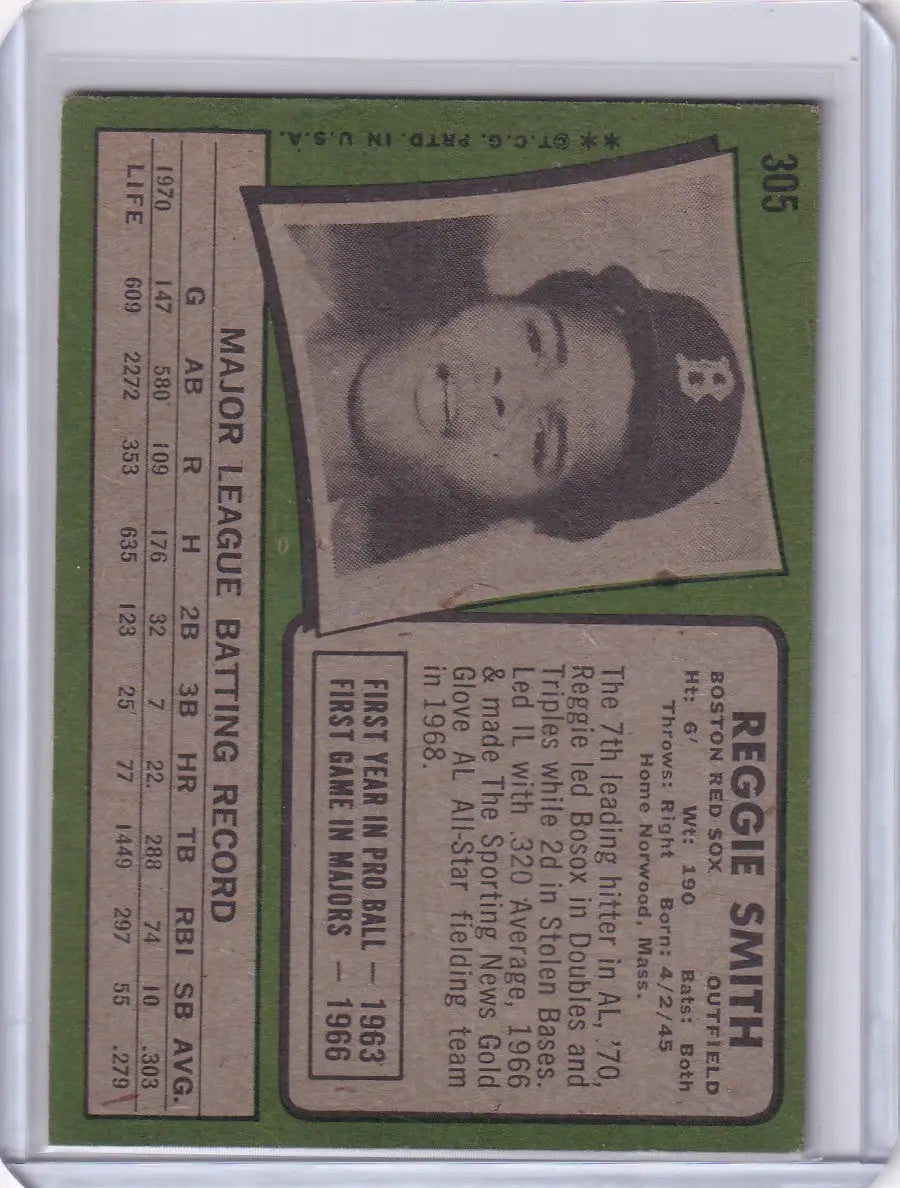 305
B
**©T.C.G. PRTD. IN U.S.A.
REGGIE SMITH
BOSTON RED SOX OUTFIELD
Ht: 6' Wt: 190 Bats: Both
Throws: Right Born: 4/2/45
Home Norwood, Mass.
The 7th leading hitter in AL, '70,
Reggie led Bosox in Doubles and
Triples while 2d in Stolen Bases.
Led IL with .320 Average, 1966
& made The Sporting News Gold
Glove AL All-Star fielding team
in 1968.
FIRST YEAR IN PRO BALL — 1963
FIRST GAME IN MAJORS — 1966
MAJOR LEAGUE BATTING RECORD
G AB R H 2B 3B HR TB RBI SB AVG.
1970 147 580 109 176 32 7 22 288 74 10 .303
LIFE 609 2272 353 635 123 25 77 1449 297 55 .279